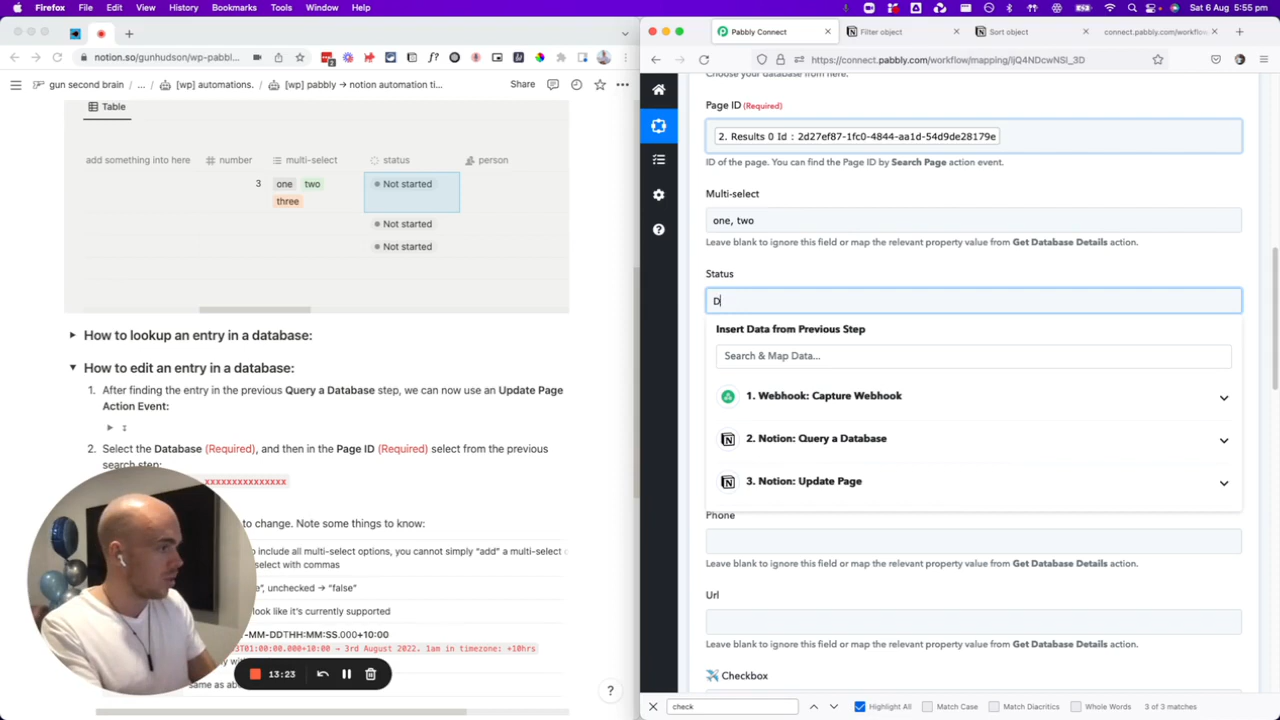 Firefox File Edit View History Bookmarks Tools Multi-Window Help
Sat 6 Aug 5:55 pm
notion.so/gunhudson/wp-pabbl-
gun second brain / ... / [wp] automations. / [wp] pabbly → notion automation ti...
Share
Table
add something into here # number multi-select status person
3 one two Not started
three
Not started
Not started
How to lookup an entry in a database:
How to edit an entry in a database:
1. After finding the entry in the previous Query a Database step, we can now use an Update Page
Action Event:
2. Select the Database (Required), and then in the Page ID (Required) select from the previous
search step:
xxxxxxxxxxxxxxx
to change. Note some things to know:
include all multi-select options, you cannot simply "add" a multi-select
select with commas
unchecked → "false"
look like it's currently supported
-MM-DDTHH:MM:SS.000+10:00
3T01:00:00.000+10:00 → 3rd August 2022. 1am in timezone: +10hrs
same as
13:23
?
Pabbly Connect
Filter object
Sort object
connect.pabbly.com/workflow
https://connect.pabbly.com/workflow/mapping/IjQ4NDcwNSI_3D
Choose your database from here.
Page ID (Required)
2. Results 0 Id : 2d27ef87-1fc0-4844-aa1d-54d9de28179e
ID of the page. You can find the Page ID by Search Page action event.
Multi-select
one, two
Leave blank to ignore this field or map the relevant property value from Get Database Details action.
Status
D
Insert Data from Previous Step
Search & Map Data...
1. Webhook: Capture Webhook
2. Notion: Query a Database
3. Notion: Update Page
Phone
Leave blank to ignore this field or map the relevant property value from Get Database Details action.
Url
Leave blank to ignore this field or map the relevant property value from Get Database Details action.
✈️ Checkbox
check
Highlight All Match Case Match Diacritics Whole Words 3 of 3 matches